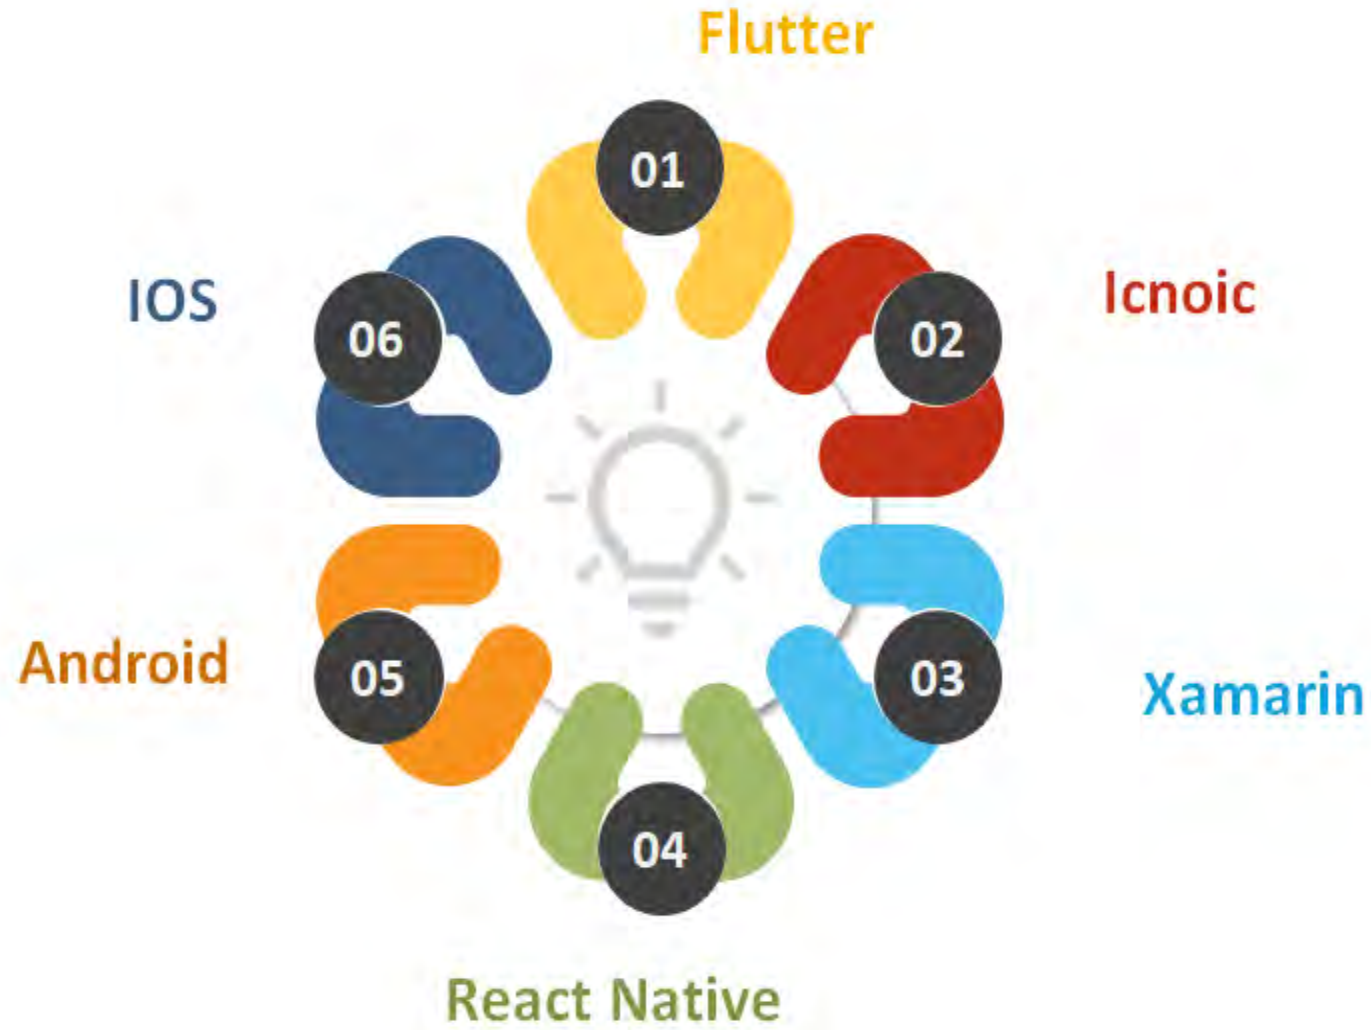 Flutter
01
02
Icnoic
03
Xamarin
04
React Native
05
Android
06
IOS